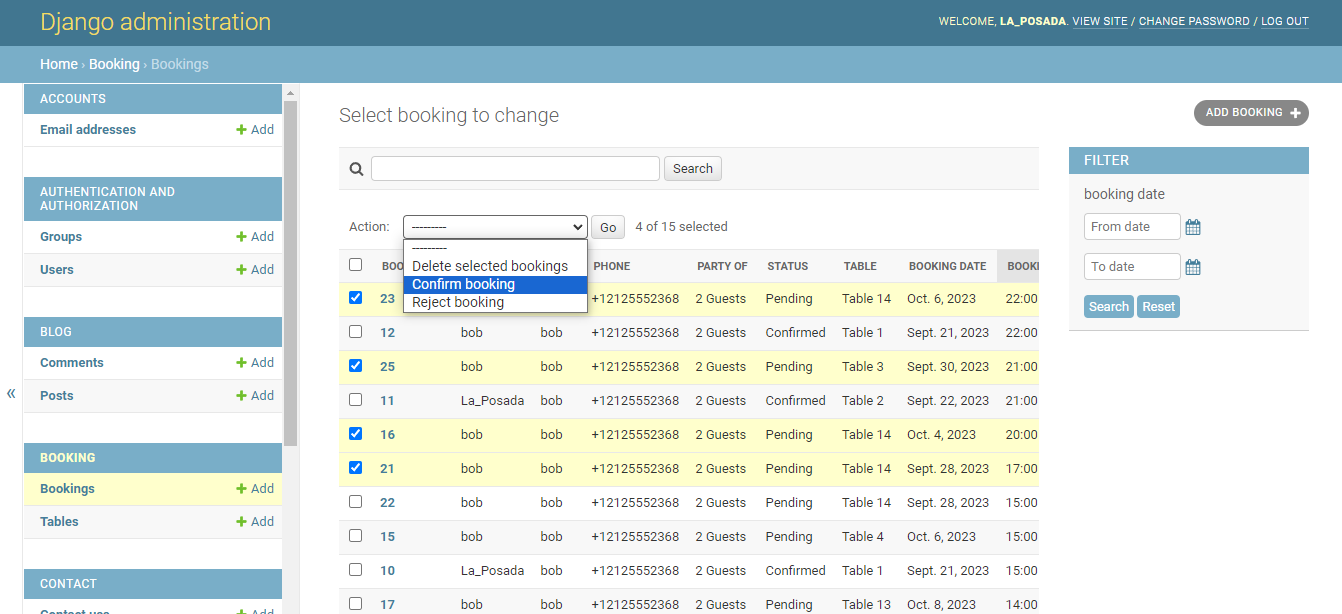 Django administration
WELCOME, LA_POSADA. VIEW SITE / CHANGE PASSWORD / LOG OUT
Home › Booking › Bookings
ACCOUNTS
Email addresses Add
AUTHENTICATION AND
AUTHORIZATION
Groups Add
Users Add
BLOG
Comments Add
Posts Add
«
BOOKING
Bookings Add
Tables Add
CONTACT
Select booking to change
ADD BOOKING
Search
Action: --------- Go 4 of 15 selected
---------
Delete selected bookings
Confirm booking
Reject booking
PHONE PARTY OF STATUS TABLE BOOKING DATE
23 +12125552368 2 Guests Pending Table 14 Oct. 6, 2023 22:00
12 bob bob +12125552368 2 Guests Confirmed Table 1 Sept. 21, 2023 22:00
25 bob bob +12125552368 2 Guests Pending Table 3 Sept. 30, 2023 21:00
11 La_Posada bob +12125552368 2 Guests Confirmed Table 2 Sept. 22, 2023 21:00
16 bob bob +12125552368 2 Guests Pending Table 14 Oct. 4, 2023 20:00
21 bob bob +12125552368 2 Guests Pending Table 14 Sept. 28, 2023 17:00
22 bob bob +12125552368 2 Guests Pending Table 14 Sept. 28, 2023 15:00
15 bob bob +12125552368 2 Guests Pending Table 4 Oct. 6, 2023 15:00
10 La_Posada bob +12125552368 2 Guests Confirmed Table 1 Sept. 21, 2023 15:00
17 bob bob +12125552368 2 Guests Pending Table 13 Oct. 8, 2023 14:00
FILTER
booking date
From date
To date
Search Reset